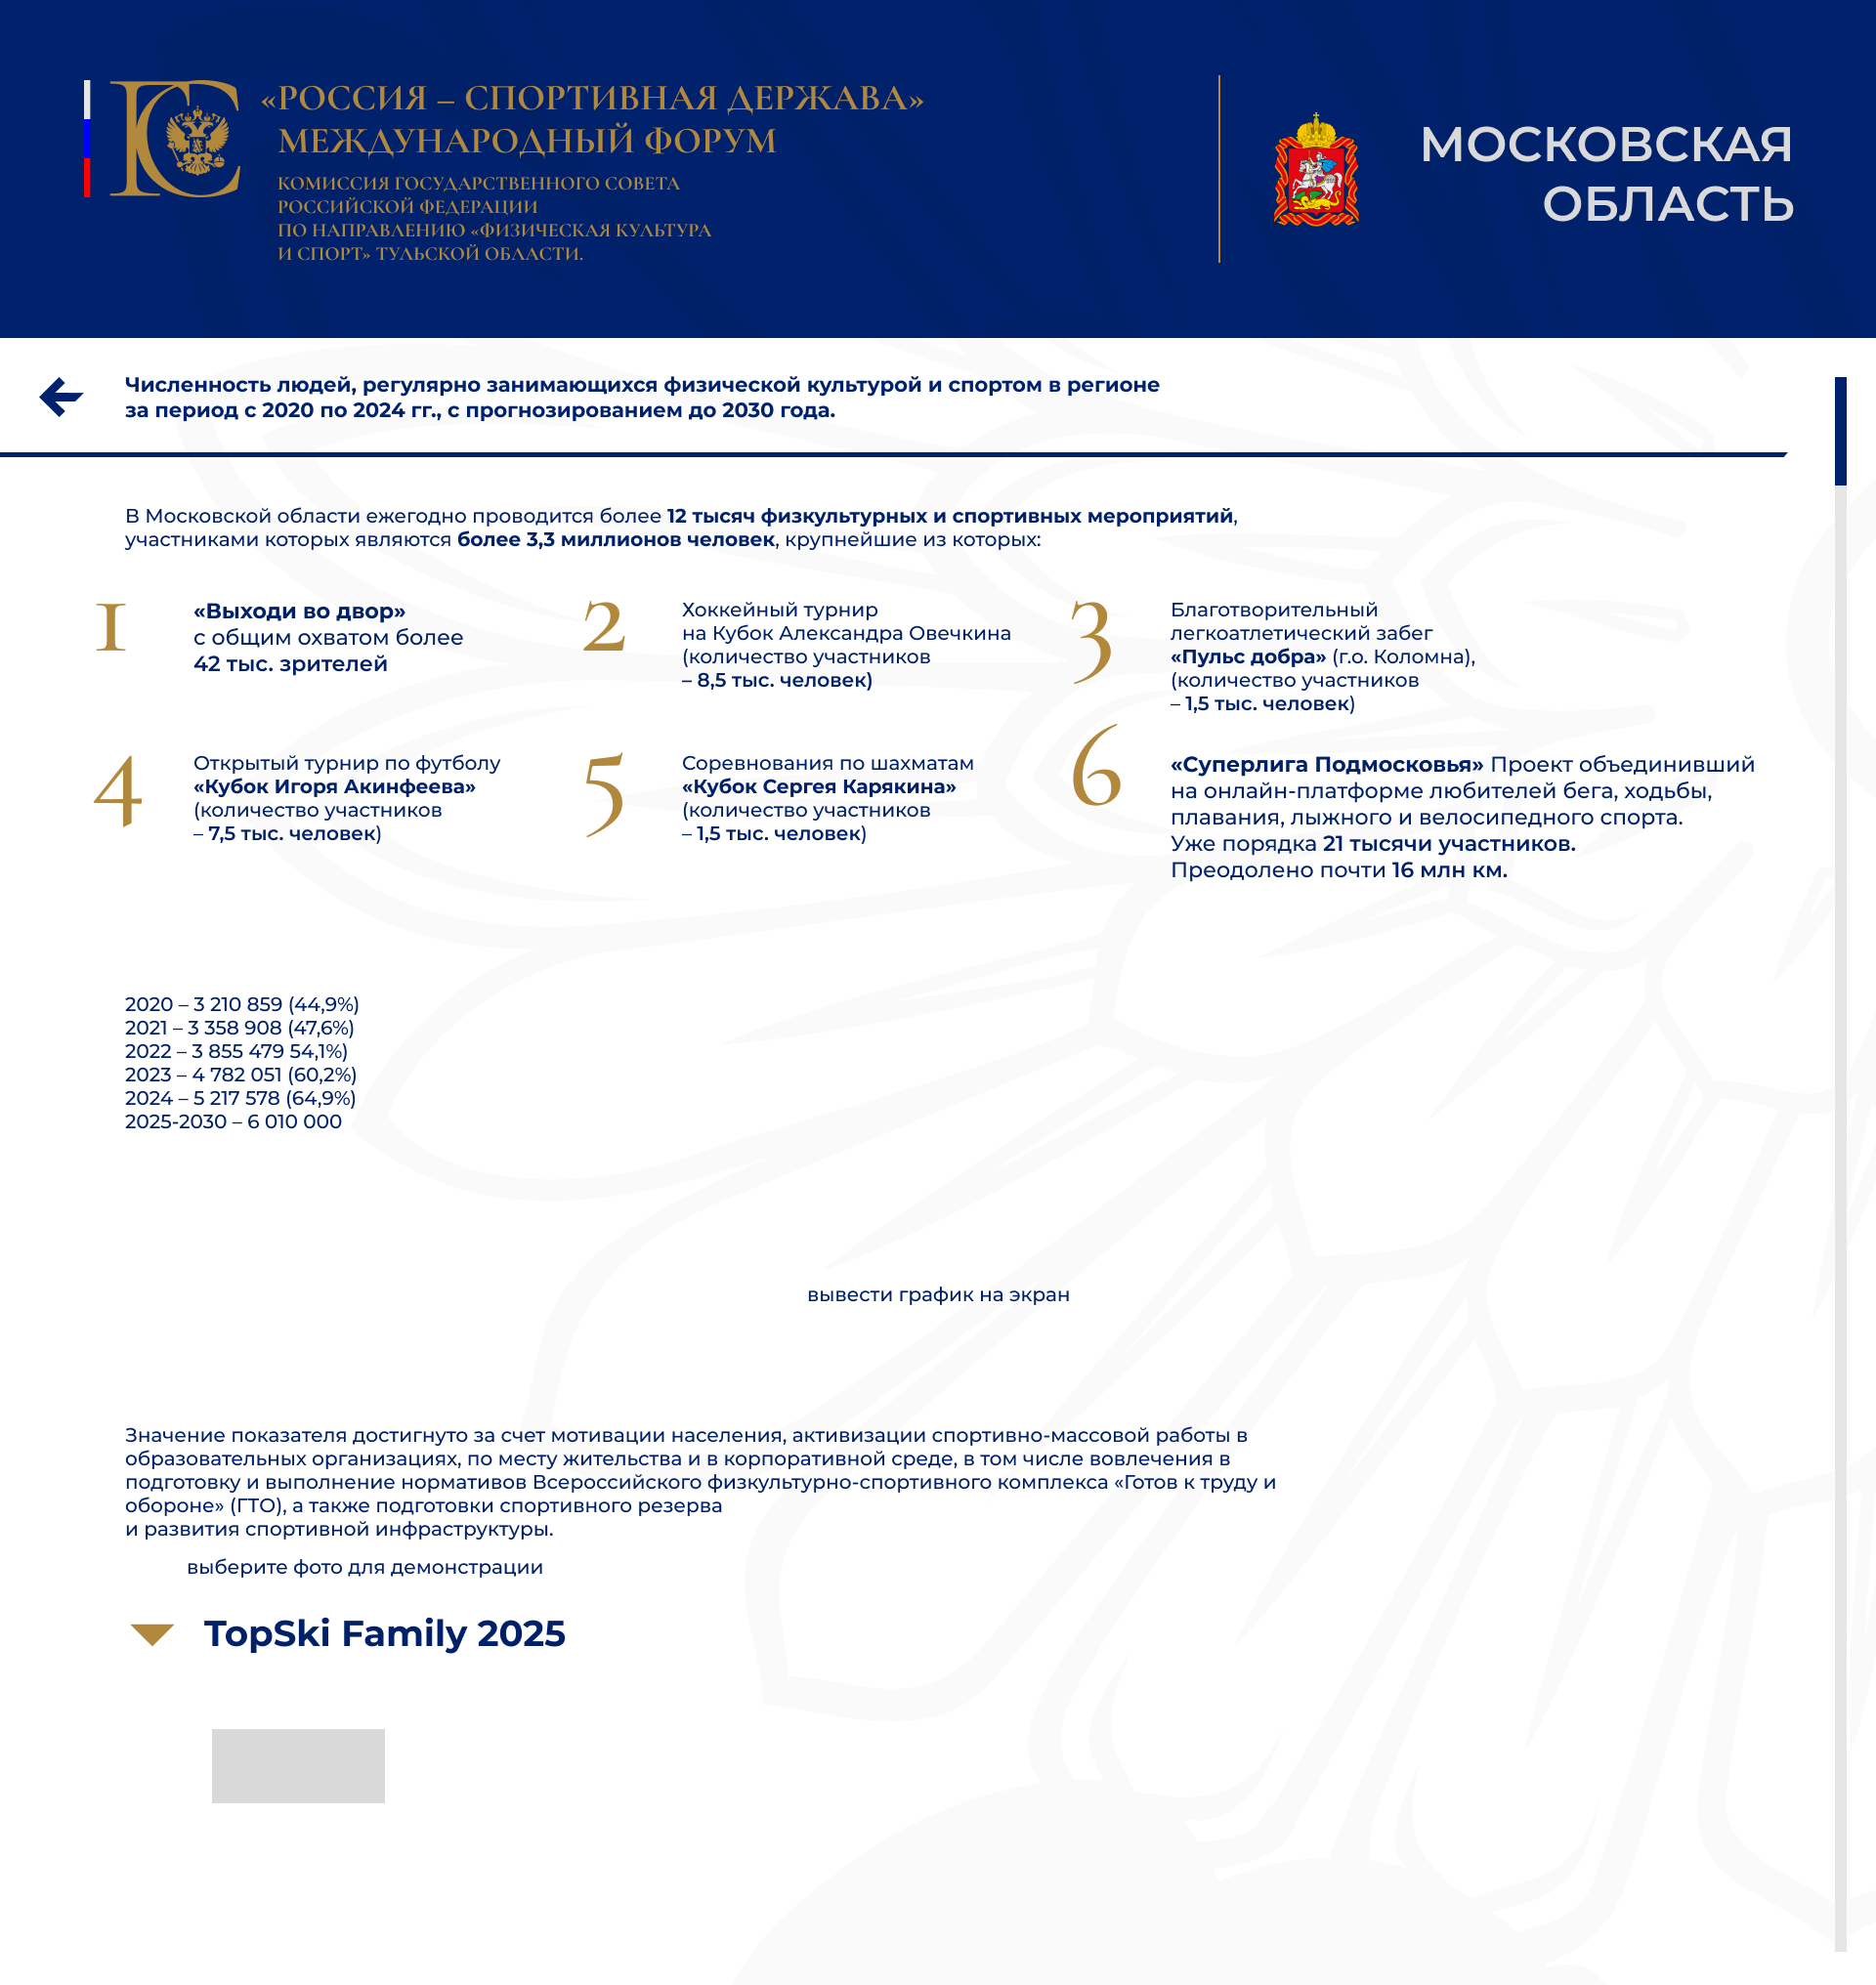 «РОССИЯ – СПОРТИВНАЯ ДЕРЖАВА»
МЕЖДУНАРОДНЫЙ ФОРУМ
КОМИССИЯ ГОСУДАРСТВЕННОГО СОВЕТА
РОССИЙСКОЙ ФЕДЕРАЦИИ
ПО НАПРАВЛЕНИЮ «ФИЗИЧЕСКАЯ КУЛЬТУРА
И СПОРТ» ТУЛЬСКОЙ ОБЛАСТИ.
МОСКОВСКАЯ
ОБЛАСТЬ
Численность людей, регулярно занимающихся физической культурой и спортом в регионе
за период с 2020 по 2024 гг., с прогнозированием до 2030 года.
В Московской области ежегодно проводится более 12 тысяч физкультурных и спортивных мероприятий,
участниками которых являются более 3,3 миллионов человек, крупнейшие из которых:
1
«Выходи во двор»
с общим охватом более
42 тыс. зрителей
2
Хоккейный турнир
на Кубок Александра Овечкина
(количество участников
– 8,5 тыс. человек)
3
Благотворительный
легкоатлетический забег
«Пульс добра» (г.о. Коломна),
(количество участников
– 1,5 тыс. человек)
4
Открытый турнир по футболу
«Кубок Игоря Акинфеева»
(количество участников
– 7,5 тыс. человек)
5
Соревнования по шахматам
«Кубок Сергея Карякина»
(количество участников
– 1,5 тыс. человек)
6
«Суперлига Подмосковья» Проект объединивший
на онлайн-платформе любителей бега, ходьбы,
плавания, лыжного и велосипедного спорта.
Уже порядка 21 тысячи участников.
Преодолено почти 16 млн км.
2020 – 3 210 859 (44,9%)
2021 – 3 358 908 (47,6%)
2022 – 3 855 479 54,1%)
2023 – 4 782 051 (60,2%)
2024 – 5 217 578 (64,9%)
2025-2030 – 6 010 000
вывести график на экран
Значение показателя достигнуто за счет мотивации населения, активизации спортивно-массовой работы в
образовательных организациях, по месту жительства и в корпоративной среде, в том числе вовлечения в
подготовку и выполнение нормативов Всероссийского физкультурно-спортивного комплекса «Готов к труду и
обороне» (ГТО), а также подготовки спортивного резерва
и развития спортивной инфраструктуры.
выберите фото для демонстрации
TopSki Family 2025